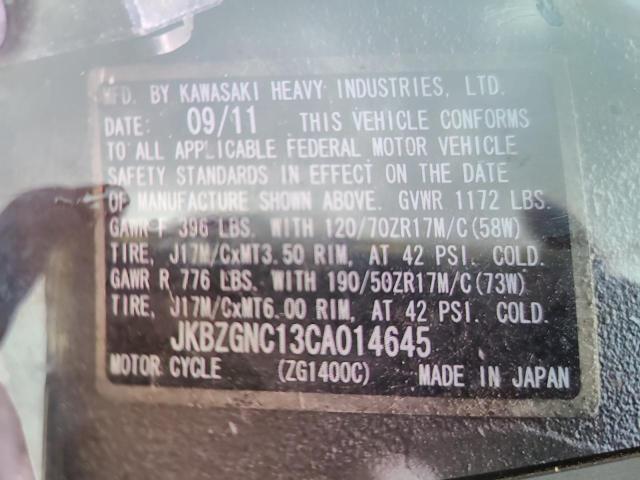 MFD. BY KAWASAKI HEAVY INDUSTRIES, LTD.
DATE: 09/11 THIS VEHICLE CONFORMS
TO ALL APPLICABLE FEDERAL MOTOR VEHICLE
SAFETY STANDARDS IN EFFECT ON THE DATE
OF MANUFACTURE SHOWN ABOVE. GVWR 1172 LBS.
GAWR F 396 LBS. WITH 120/70ZR17M/C(58W)
TIRE, J17M/CxMT3.50 RIM, AT 42 PSI. COLD.
GAWR R 776 LBS. WITH 190/50ZR17M/C(73W)
TIRE, J17M/CxMT6.00 RIM, AT 42 PSI. COLD.
JKBZGNC13CA014645
MOTOR CYCLE (ZG1400C) MADE IN JAPAN